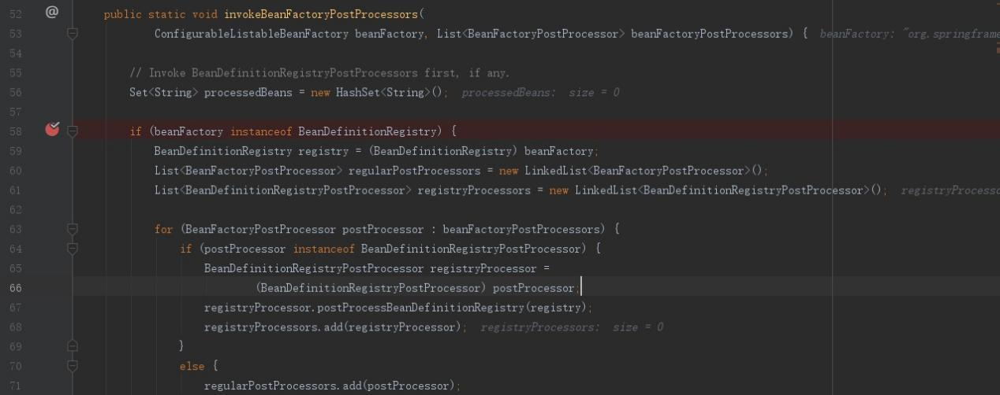 52 @ public static void invokeBeanFactoryPostProcessors(
53 ConfigurableListableBeanFactory beanFactory, List<BeanFactoryPostProcessor> beanFactoryPostProcessors) { beanFactory: "org.springframe
54
55 // Invoke BeanDefinitionRegistryPostProcessors first, if any.
56 Set<String> processedBeans = new HashSet<String>(); processedBeans: size = 0
57
58 if (beanFactory instanceof BeanDefinitionRegistry) {
59 BeanDefinitionRegistry registry = (BeanDefinitionRegistry) beanFactory;
60 List<BeanFactoryPostProcessor> regularPostProcessors = new LinkedList<BeanFactoryPostProcessor>();
61 List<BeanDefinitionRegistryPostProcessor> registryProcessors = new LinkedList<BeanDefinitionRegistryPostProcessor>(); registryProcesso
62
63 for (BeanFactoryPostProcessor postProcessor : beanFactoryPostProcessors) {
64 if (postProcessor instanceof BeanDefinitionRegistryPostProcessor) {
65 BeanDefinitionRegistryPostProcessor registryProcessor =
66 (BeanDefinitionRegistryPostProcessor) postProcessor;
67 registryProcessor.postProcessBeanDefinitionRegistry(registry);
68 registryProcessors.add(registryProcessor); registryProcessors: size = 0
69 }
70 else {
71 regularPostProcessors.add(postProcessor);